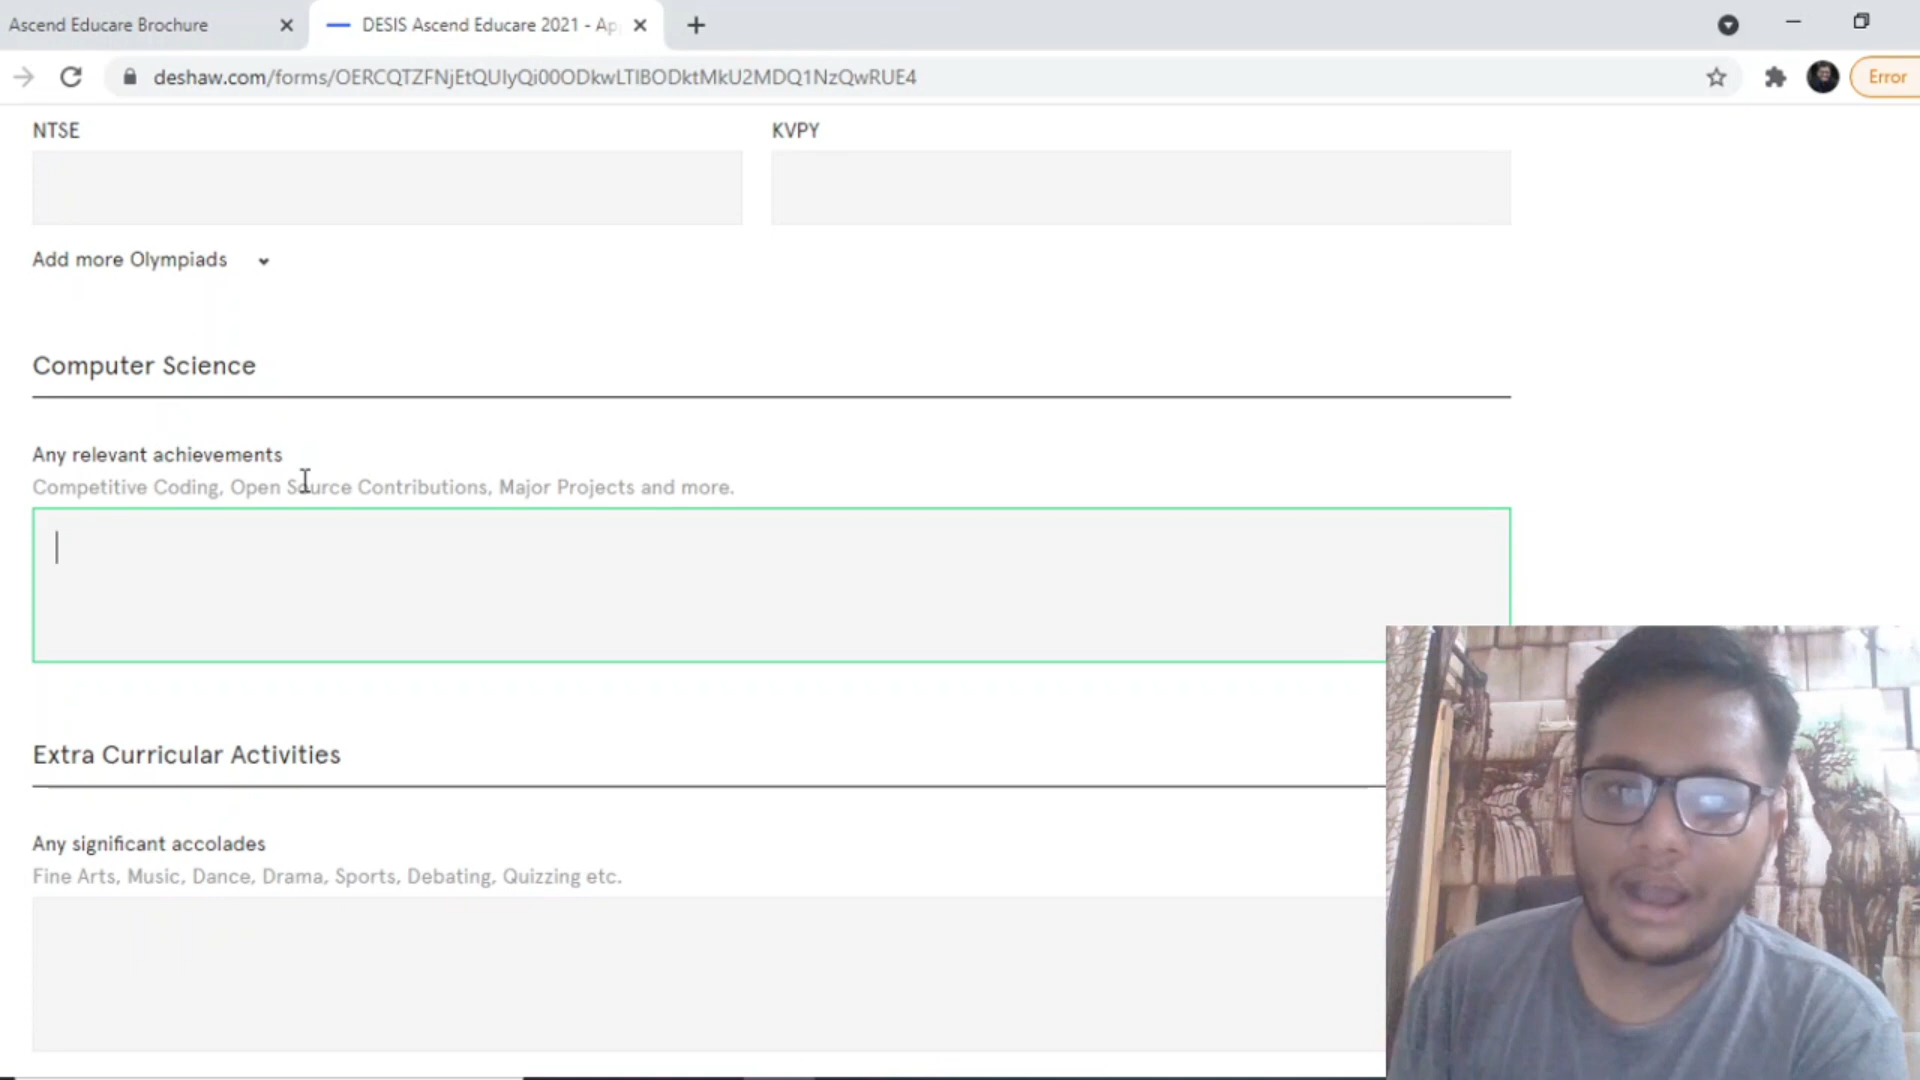 Ascend Educare Brochure
DESIS Ascend Educare 2021 - Ap
deshaw.com/forms/OERCQTZFNjEtQUIyQi00ODkwLTlBODktMkU2MDQ1NzQwRUE4
Error
NTSE
KVPY
Add more Olympiads
Computer Science
Any relevant achievements
Competitive Coding, Open Source Contributions, Major Projects and more.
Extra Curricular Activities
Any significant accolades
Fine Arts, Music, Dance, Drama, Sports, Debating, Quizzing etc.